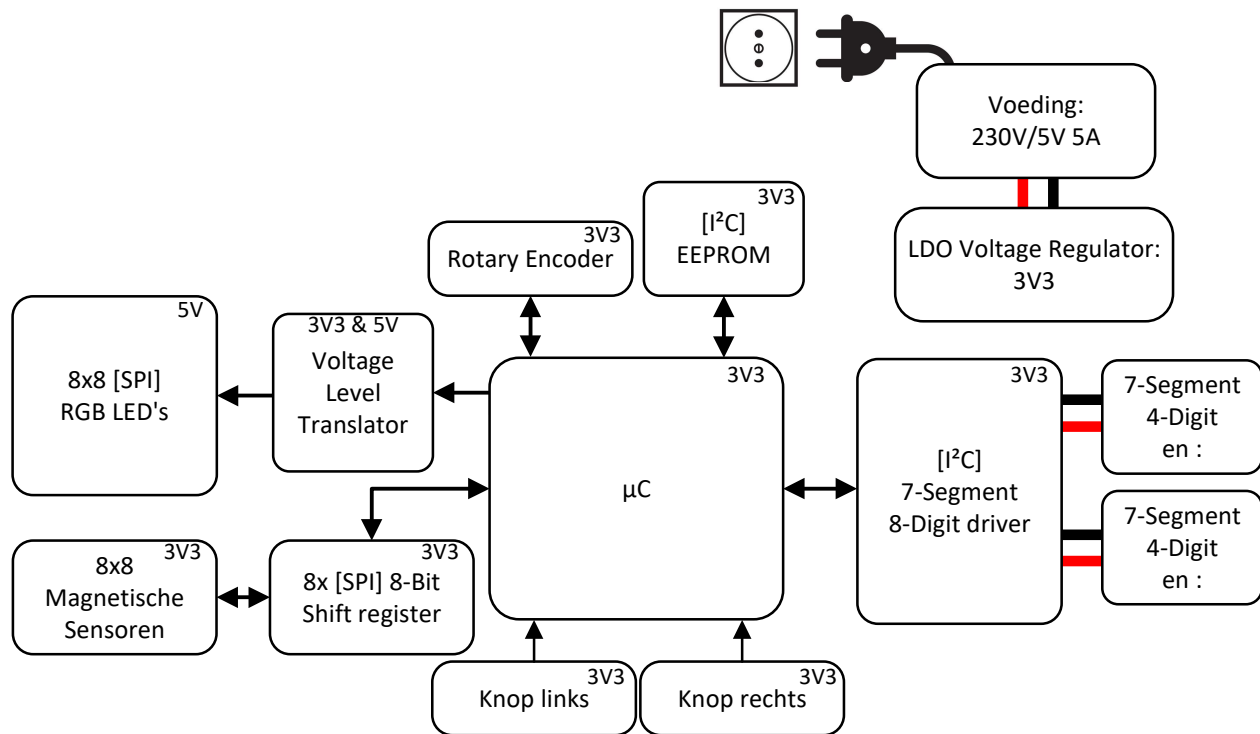 Voeding:
230V/5V 5A
LDO Voltage Regulator:
3V3
3V3
Rotary Encoder
3V3
[I²C]
EEPROM
5V
8x8 [SPI]
RGB LED's
3V3 & 5V
Voltage
Level
Translator
3V3
µC
3V3
[I²C]
7-Segment
8-Digit driver
7-Segment
4-Digit
en :
7-Segment
4-Digit
en :
3V3
8x8
Magnetische
Sensoren
3V3
8x [SPI] 8-Bit
Shift register
3V3
Knop links
3V3
Knop rechts